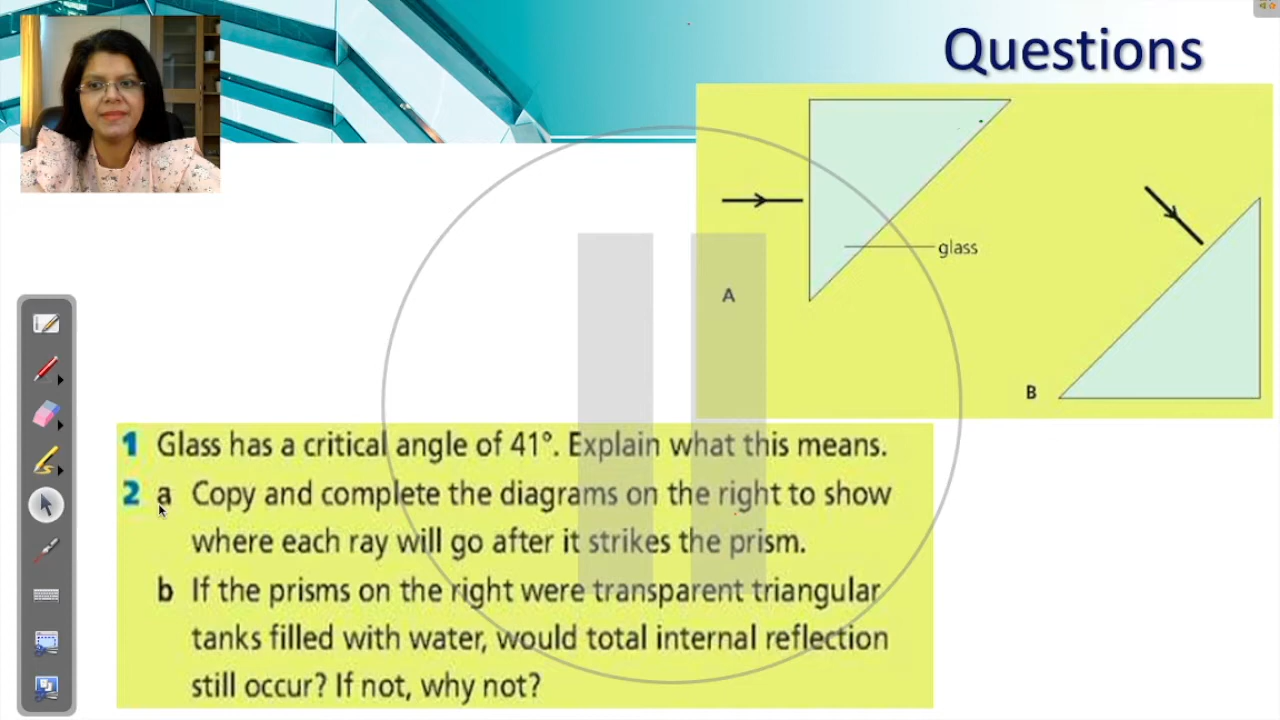 Questions
glass
A
B
1 Glass has a critical angle of 41°. Explain what this means.
2 a Copy and complete the diagrams on the right to show
where each ray will go after it strikes the prism.
b If the prisms on the right were transparent triangular
tanks filled with water, would total internal reflection
still occur? If not, why not?